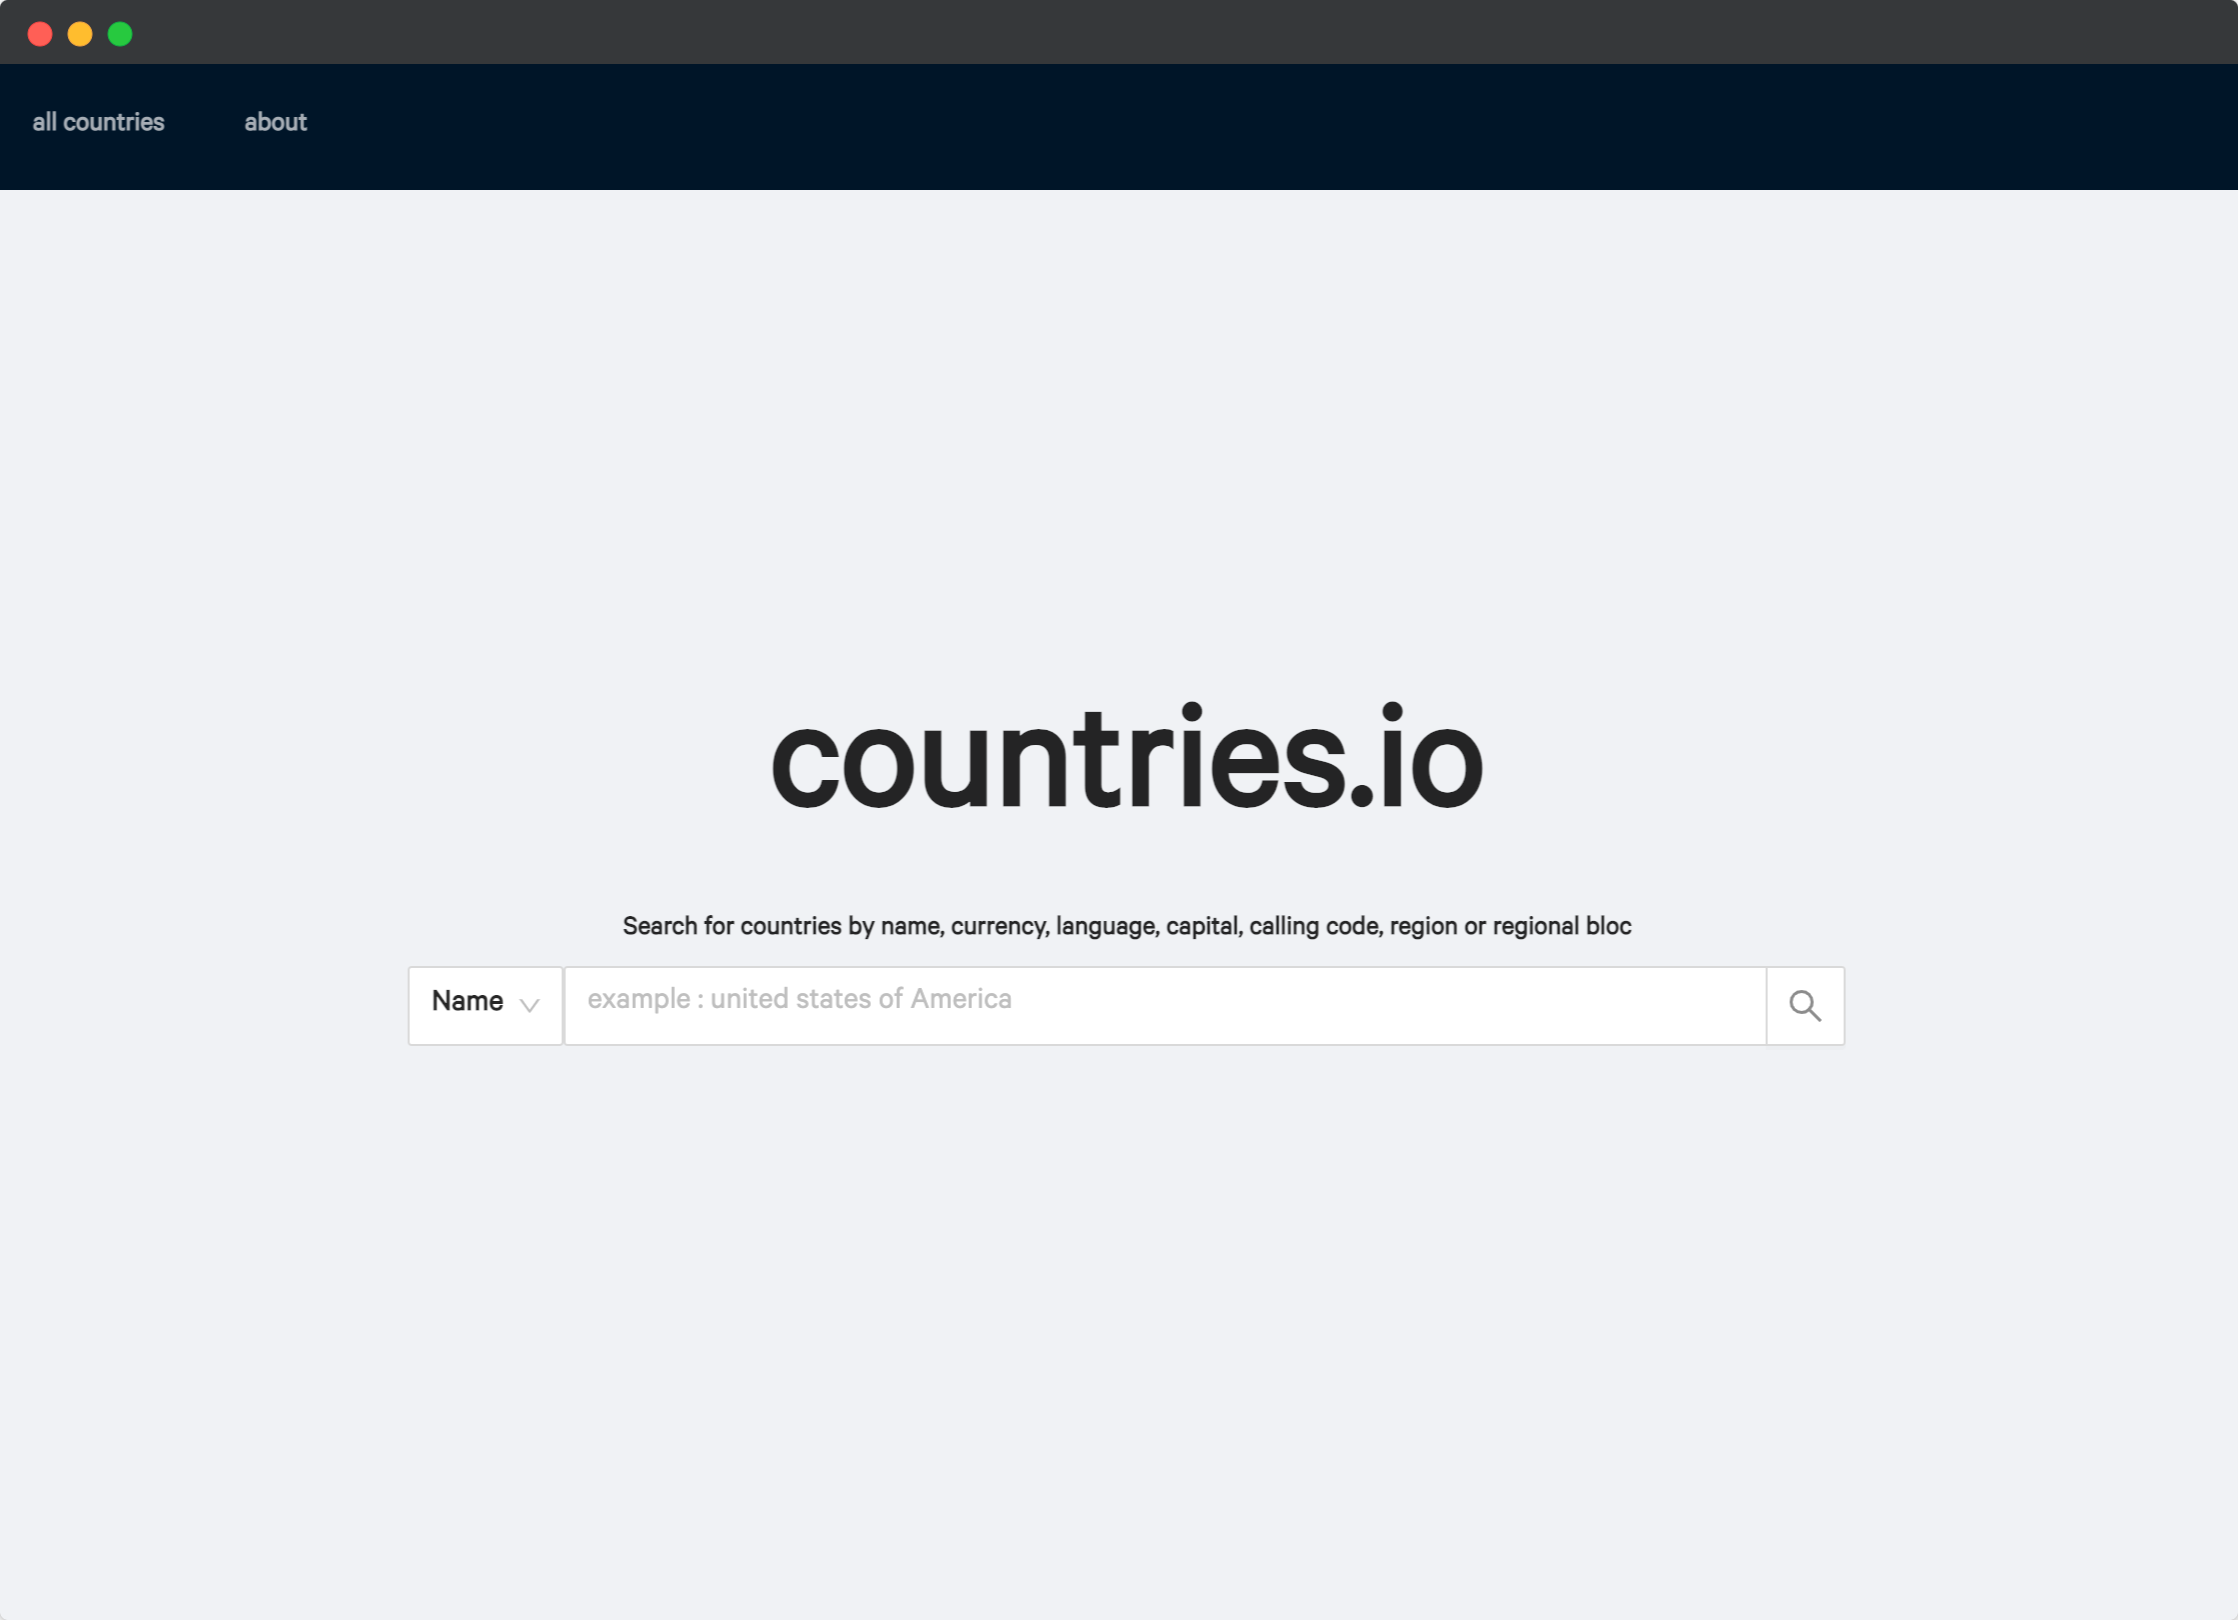 all countries about
countries.io
Search for countries by name, currency, language, capital, calling code, region or regional bloc
Name example : united states of America